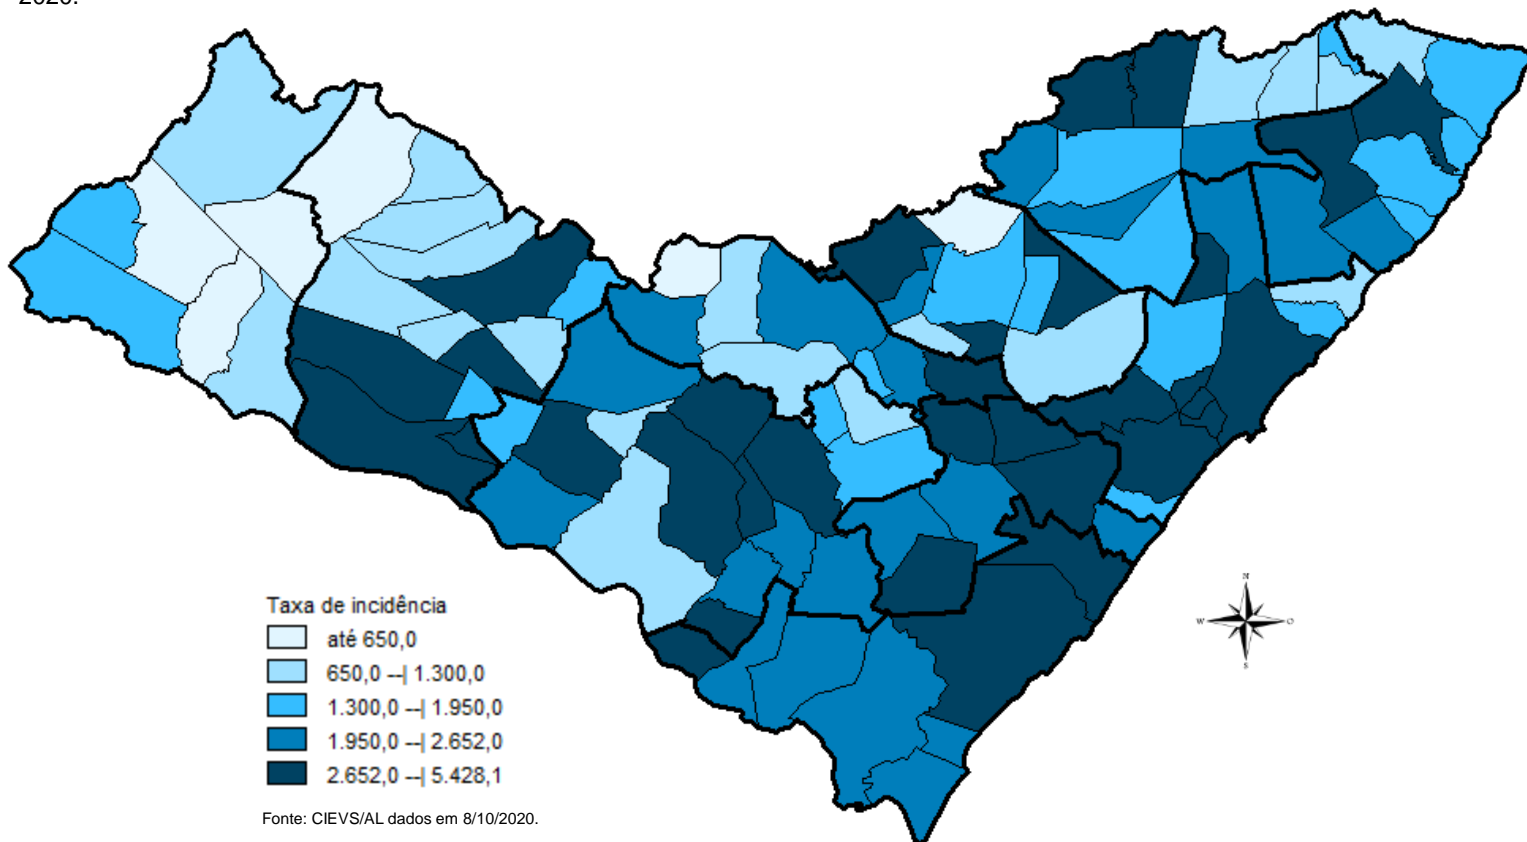 2020.
Taxa de incidência
até 650,0
650,0 --| 1.300,0
1.300,0 --| 1.950,0
1.950,0 --| 2.652,0
2.652,0 --| 5.428,1
Fonte: CIEVS/AL dados em 8/10/2020.
N
W
O
S